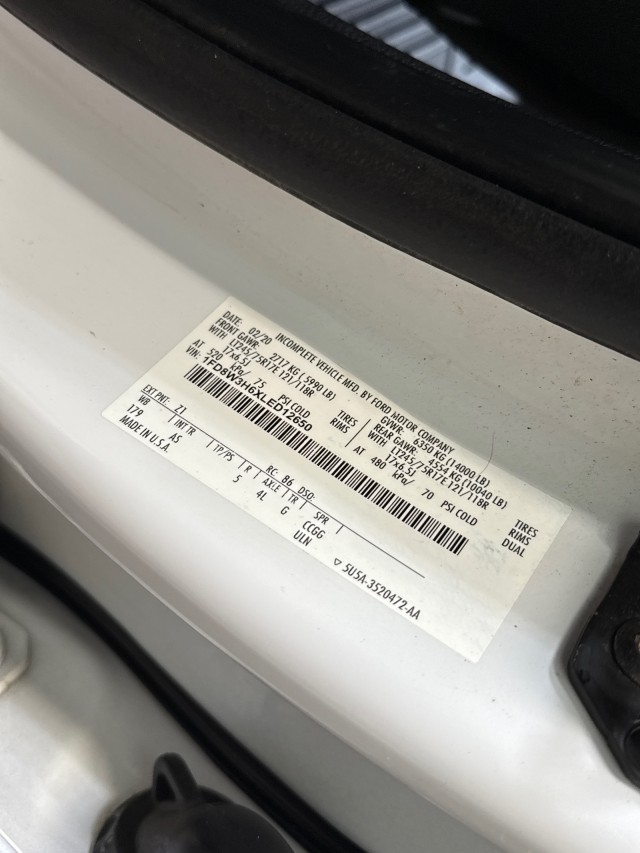 INCOMPLETE VEHICLE MFD. BY FORD MOTOR COMPANY
DATE: 02/20 GVWR: 6350 KG (14000 LB)
FRONT GAWR: 2717 KG (5990 LB) REAR GAWR: 4554 KG (10040 LB)
WITH LT245/75R17E 121/118R TIRES WITH LT245/75R17E 121/118R TIRES
17x6.5J RIMS 17x6.5J RIMS
AT 520 kPa/ 75 PSI COLD AT 480 kPa/ 70 PSI COLD DUAL
VIN: 1FD8W3H6XLED12650
EXT PNT: Z1 RC: 86 DSO:
WB INT TR TP/PS R AXLE TR SPR
179 AS 5 4L G CCGG
MADE IN U.S.A. ULN
▽ 5U5A-3520472-AA